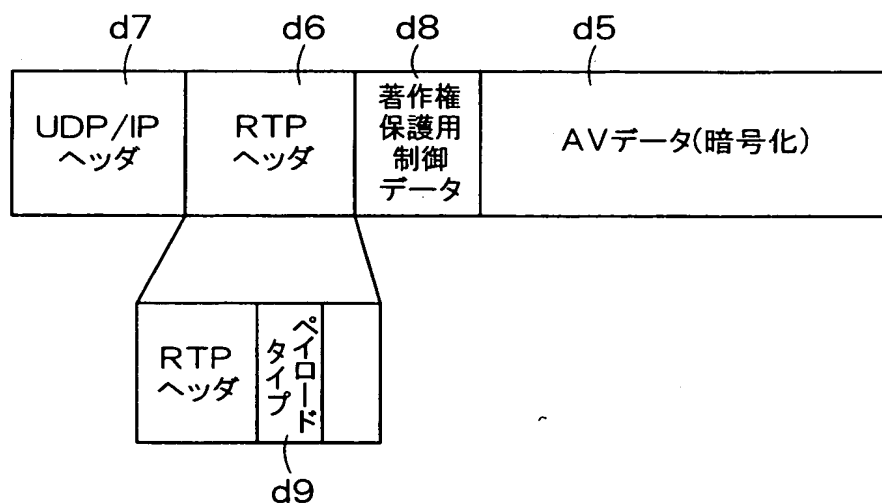 d7
d6
d8
d5
UDP/IP
ヘッダ
RTP
ヘッダ
著作権
保護用
制御
データ
AVデータ(暗号化)
RTP
ヘッダ
ペイロード
タイプ
d9